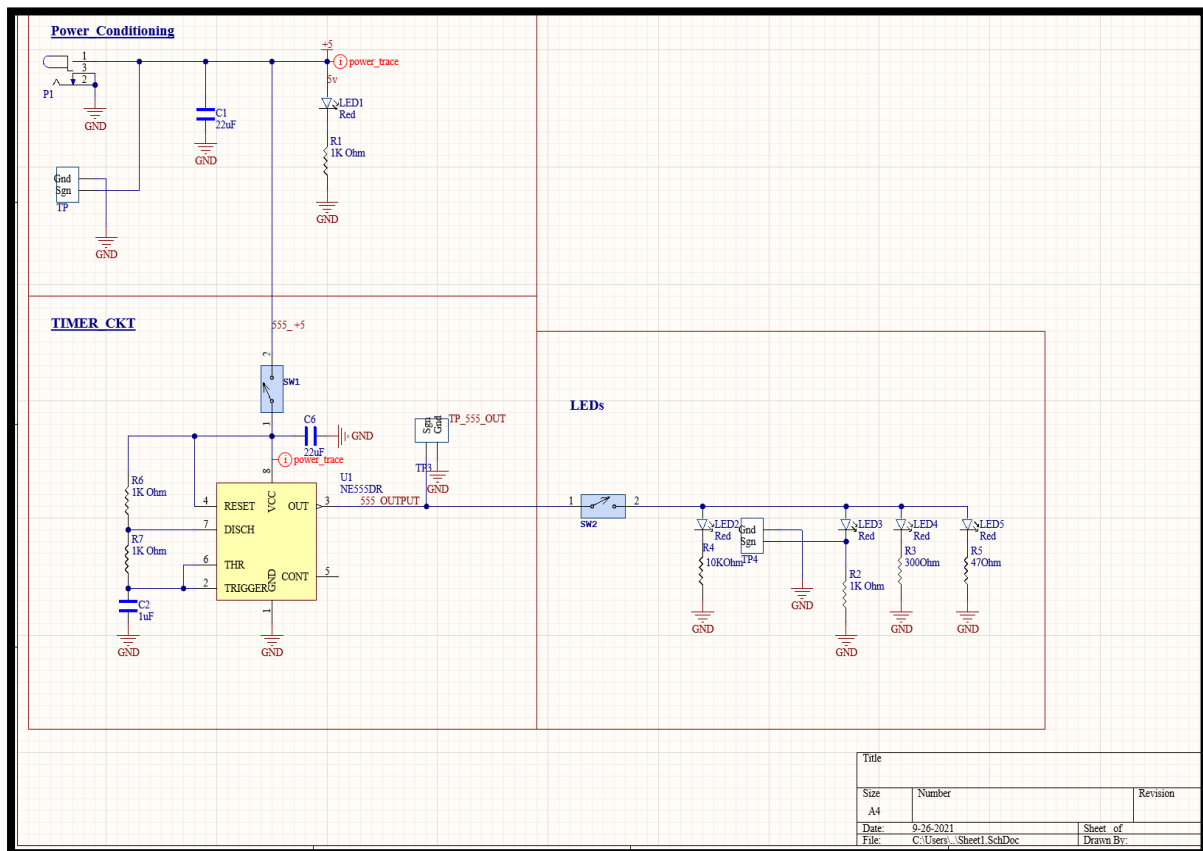 Power_Conditioning
+5
1
power_trace
3
2
5v
P1
LED1
Red
C1
22uF
GND
R1
1K Ohm
GND
Gnd
Sgn
TP
GND
GND
TIMER_CKT
555_+5
2
SW1
1
LEDs
C6
GND
22uF
Sgn
Gnd
TP_555_OUT
power_trace
TP3
GND
R6
1K Ohm
8
U1
NE555DR
4
RESET
VCC
OUT
3
555_OUTPUT
1
2
SW2
7
DISCH
R7
1K Ohm
6
THR
CONT
5
2
TRIGGER
GND
1
C2
1uF
GND
GND
LED2
Red
Gnd
Sgn
TP4
LED3
Red
LED4
Red
LED5
Red
R4
10KOhm
R3
300Ohm
R5
47Ohm
R2
1K Ohm
GND
GND
GND
GND
GND
Title
Size
Number
Revision
A4
Date:
9-26-2021
Sheet of
File:
C:\Users\..\Sheet1.SchDoc
Drawn By: